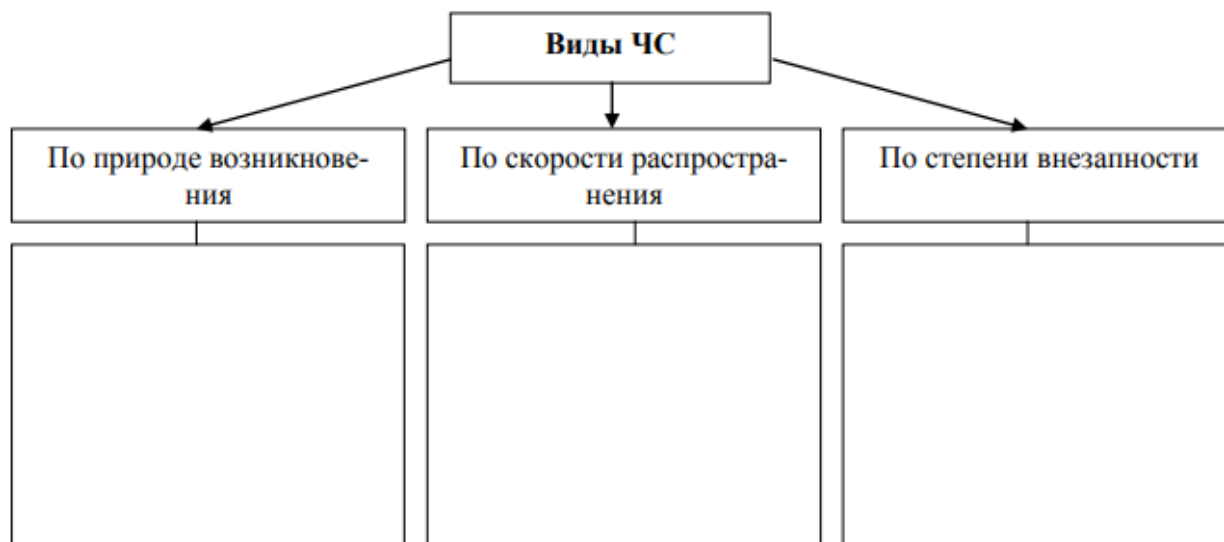 Виды ЧС
По природе возникнове-
ния
По скорости распростра-
нения
По степени внезапности